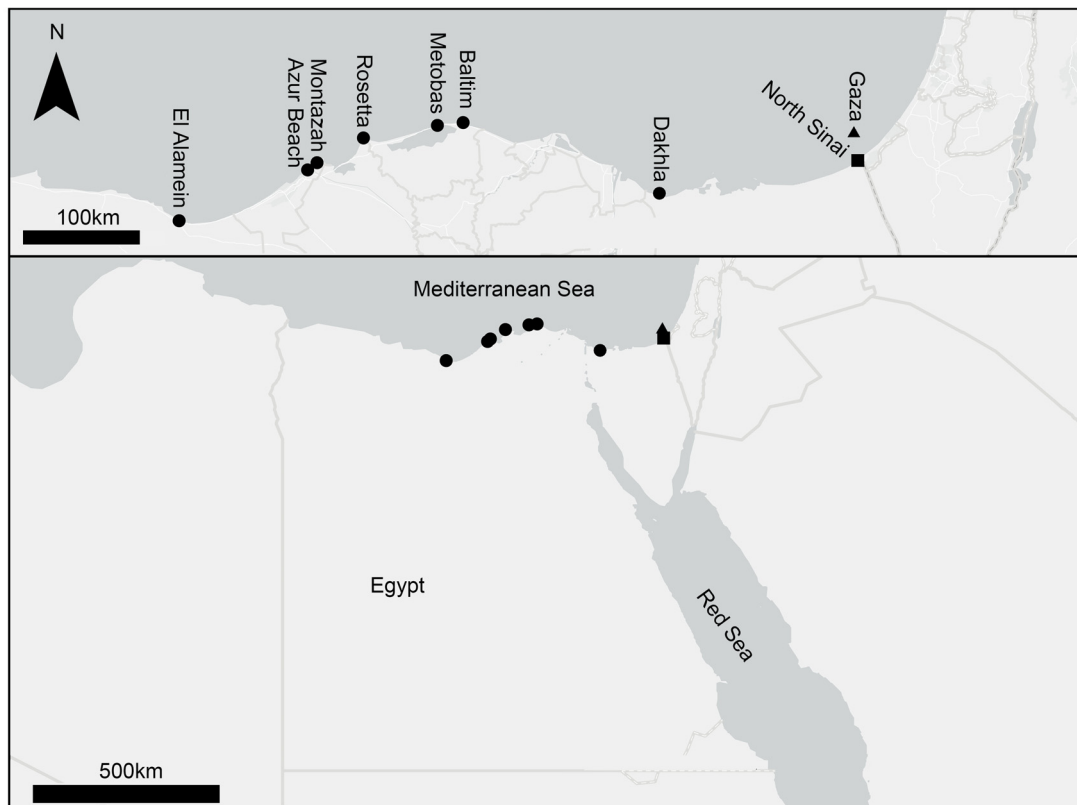 N
El Alamein
Azur Beach
Montazah
Rosetta
Metobas
Baltim
Dakhla
North Sinai
Gaza
100km
Mediterranean Sea
Egypt
Red Sea
500km